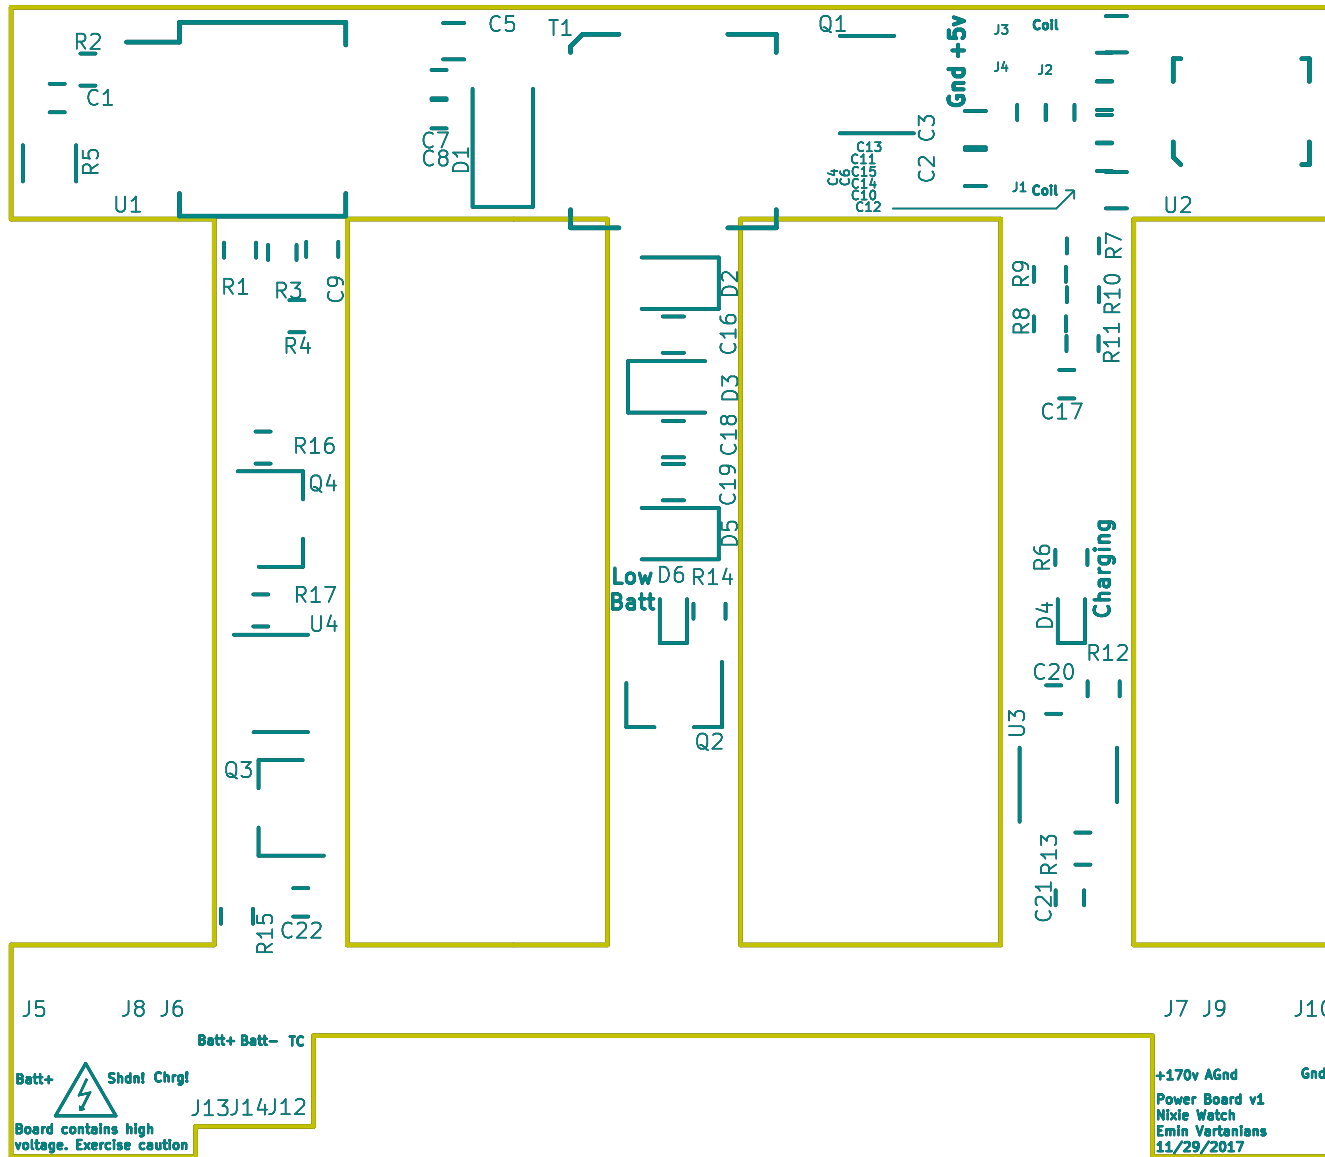 R2
C5
T1
Q1
Gnd +5v
J3
Coil
J4
J2
C1
C7
C8
D1
R5
C3
C2
C13
C11
C4
C6
C15
C14
C10
C12
J1
Coil
U1
U2
R1
R3
C9
R4
D2
C16
D3
C18
C19
D5
R7
R9
R10
R8
R11
C17
R16
Q4
R17
U4
Low
Batt
D6
R14
R6
Charging
D4
R12
C20
U3
Q2
Q3
R13
C21
R15
C22
J5
J8
J6
J7
J9
J10
Batt+
Batt-
TC
Batt+
Shdn!
Chrg!
J13
J14
J12
Board contains high
voltage. Exercise caution
+170v AGnd
Gnd
Power Board v1
Nixie Watch
Emin Vartanians
11/29/2017